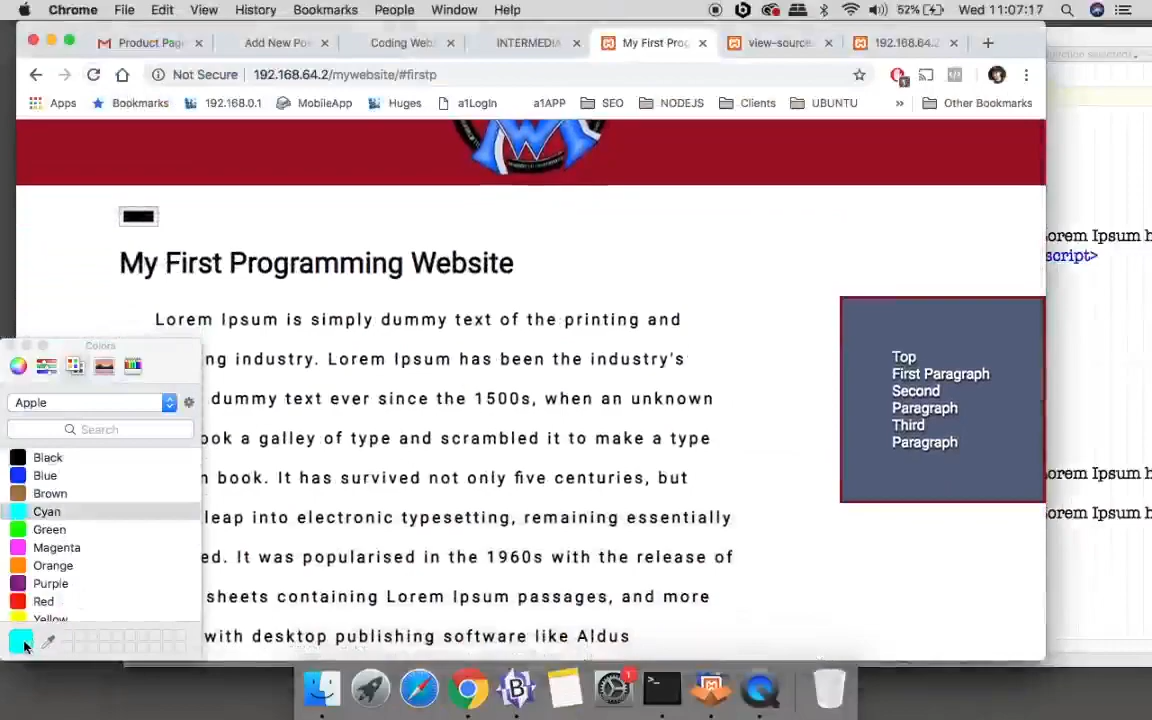 Chrome File Edit View History Bookmarks People Window Help 52% Wed 11:07:17
Product Page Add New Po Coding Web INTERMEDIA My First Prog view-source 192.168.64.2/
Not Secure 192.168.64.2/mywebsite/#firstp
Apps Bookmarks 192.168.0.1 MobileApp Huges a1LogIn a1APP SEO NODEJS Clients UBUNTU » Other Bookmarks
My First Programming Website
Lorem Ipsum is simply dummy text of the printing and
ng industry. Lorem Ipsum has been the industry's
dummy text ever since the 1500s, when an unknown
ook a galley of type and scrambled it to make a type
n book. It has survived not only five centuries, but
leap into electronic typesetting, remaining essentially
ed. It was popularised in the 1960s with the release of
sheets containing Lorem Ipsum passages, and more
with desktop publishing software like Aldus
Top
First Paragraph
Second
Paragraph
Third
Paragraph
Colors
Apple
Search
Black
Blue
Brown
Cyan
Green
Magenta
Orange
Purple
Red
Yellow
orem Ipsum h
script>
orem Ipsum h
orem Ipsum h
1